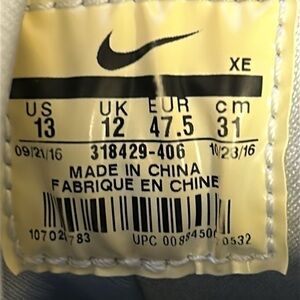 XE
US UK EUR cm
13 12 47.5 31
09/21/16 318429-406 10/23/16
MADE IN CHINA
FABRIQUE EN CHINE
UPC